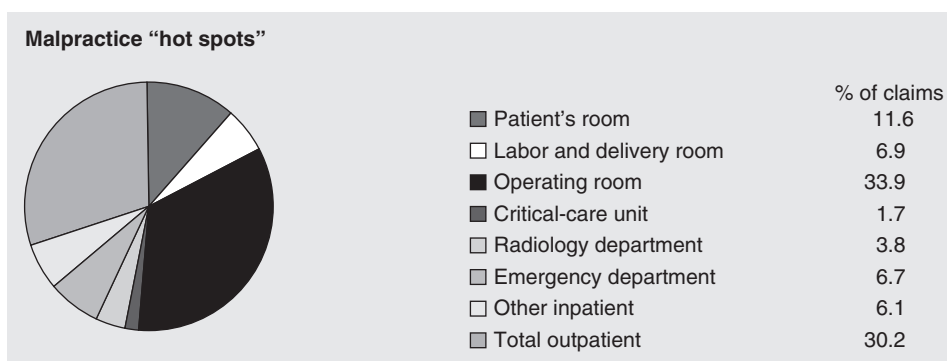 Malpractice “hot spots”
% of claims
Patient’s room 11.6
Labor and delivery room 6.9
Operating room 33.9
Critical-care unit 1.7
Radiology department 3.8
Emergency department 6.7
Other inpatient 6.1
Total outpatient 30.2